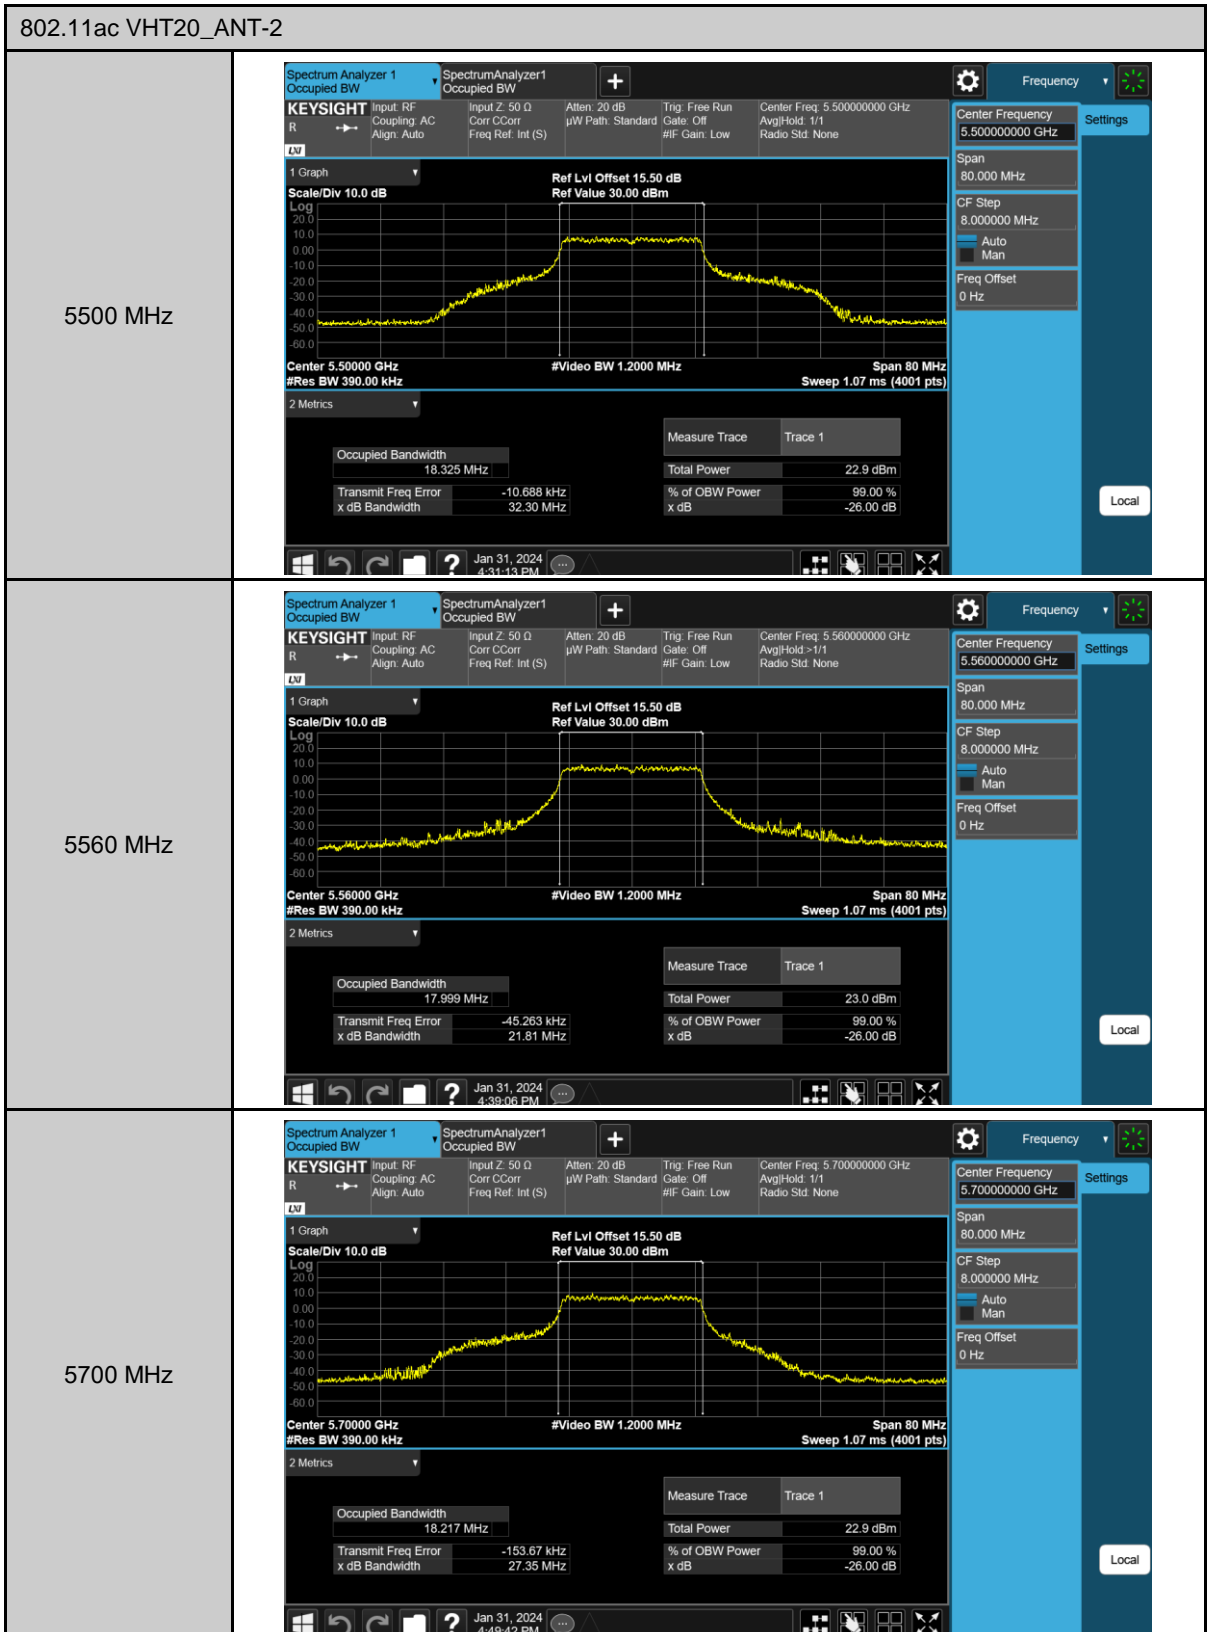 802.11ac VHT20_ANT-2
5500 MHz
Spectrum Analyzer 1
Occupied BW
SpectrumAnalyzer1
Occupied BW
Frequency
KEYSIGHT
R
LXI
Input: RF
Coupling: AC
Align: Auto
Input Z: 50 Ω
Corr CCorr
Freq Ref: Int (S)
Atten: 20 dB
µW Path: Standard
Trig: Free Run
Gate: Off
#IF Gain: Low
Center Freq: 5.500000000 GHz
Avg|Hold: 1/1
Radio Std: None
Center Frequency
5.500000000 GHz
Settings
Span
80.000 MHz
CF Step
8.000000 MHz
Auto
Man
Freq Offset
0 Hz
Local
1 Graph
Scale/Div 10.0 dB
Ref Lvl Offset 15.50 dB
Ref Value 30.00 dBm
Log
20.0
10.0
0.00
-10.0
-20.0
-30.0
-40.0
-50.0
-60.0
Center 5.50000 GHz
#Video BW 1.2000 MHz
Span 80 MHz
#Res BW 390.00 kHz
Sweep 1.07 ms (4001 pts)
2 Metrics
Measure Trace Trace 1
Occupied Bandwidth
18.325 MHz
Total Power 22.9 dBm
Transmit Freq Error -10.688 kHz
% of OBW Power 99.00 %
x dB Bandwidth 32.30 MHz
x dB -26.00 dB
Jan 31, 2024
4:31:13 PM
5560 MHz
Spectrum Analyzer 1
Occupied BW
SpectrumAnalyzer1
Occupied BW
Frequency
KEYSIGHT
R
LXI
Input: RF
Coupling: AC
Align: Auto
Input Z: 50 Ω
Corr CCorr
Freq Ref: Int (S)
Atten: 20 dB
µW Path: Standard
Trig: Free Run
Gate: Off
#IF Gain: Low
Center Freq: 5.560000000 GHz
Avg|Hold:>1/1
Radio Std: None
Center Frequency
5.560000000 GHz
Settings
Span
80.000 MHz
CF Step
8.000000 MHz
Auto
Man
Freq Offset
0 Hz
Local
1 Graph
Scale/Div 10.0 dB
Ref Lvl Offset 15.50 dB
Ref Value 30.00 dBm
Log
20.0
10.0
0.00
-10.0
-20.0
-30.0
-40.0
-50.0
-60.0
Center 5.56000 GHz
#Video BW 1.2000 MHz
Span 80 MHz
#Res BW 390.00 kHz
Sweep 1.07 ms (4001 pts)
2 Metrics
Measure Trace Trace 1
Occupied Bandwidth
17.999 MHz
Total Power 23.0 dBm
Transmit Freq Error -45.263 kHz
% of OBW Power 99.00 %
x dB Bandwidth 21.81 MHz
x dB -26.00 dB
Jan 31, 2024
4:39:06 PM
5700 MHz
Spectrum Analyzer 1
Occupied BW
SpectrumAnalyzer1
Occupied BW
Frequency
KEYSIGHT
R
LXI
Input: RF
Coupling: AC
Align: Auto
Input Z: 50 Ω
Corr CCorr
Freq Ref: Int (S)
Atten: 20 dB
µW Path: Standard
Trig: Free Run
Gate: Off
#IF Gain: Low
Center Freq: 5.700000000 GHz
Avg|Hold: 1/1
Radio Std: None
Center Frequency
5.700000000 GHz
Settings
Span
80.000 MHz
CF Step
8.000000 MHz
Auto
Man
Freq Offset
0 Hz
Local
1 Graph
Scale/Div 10.0 dB
Ref Lvl Offset 15.50 dB
Ref Value 30.00 dBm
Log
20.0
10.0
0.00
-10.0
-20.0
-30.0
-40.0
-50.0
-60.0
Center 5.70000 GHz
#Video BW 1.2000 MHz
Span 80 MHz
#Res BW 390.00 kHz
Sweep 1.07 ms (4001 pts)
2 Metrics
Measure Trace Trace 1
Occupied Bandwidth
18.217 MHz
Total Power 22.9 dBm
Transmit Freq Error -153.67 kHz
% of OBW Power 99.00 %
x dB Bandwidth 27.35 MHz
x dB -26.00 dB
Jan 31, 2024
4:49:42 PM